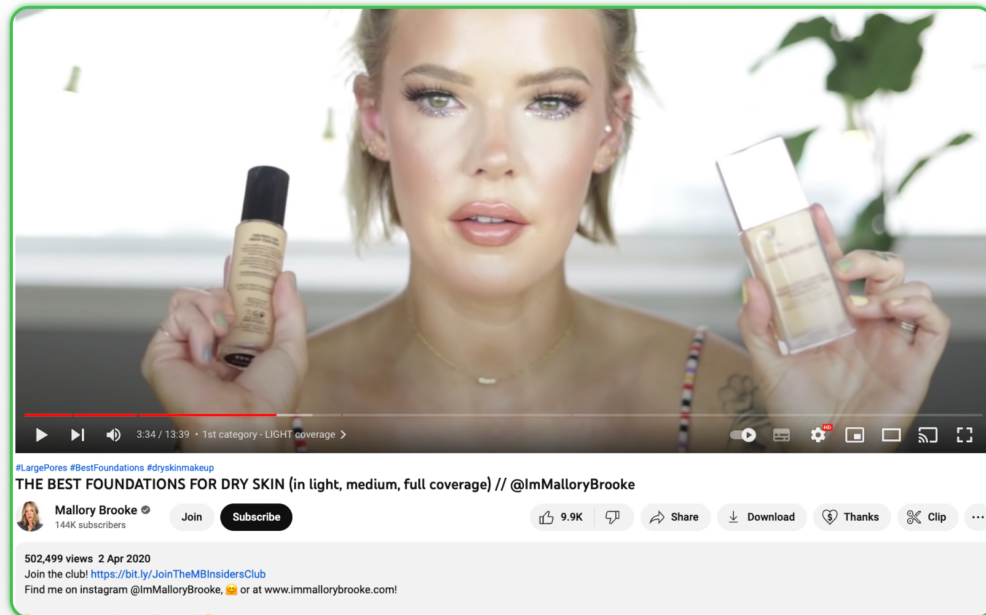 3:34 / 13:39 • 1st category - LIGHT coverage
HD
#LargePores #BestFoundations #dryskinmakeup
THE BEST FOUNDATIONS FOR DRY SKIN (in light, medium, full coverage) // @ImMalloryBrooke
Mallory Brooke
144K subscribers
Join
Subscribe
9.9K
Share
Download
Thanks
Clip
502,499 views 2 Apr 2020
Join the club! https://bit.ly/JoinTheMBInsidersClub
Find me on instagram @ImMalloryBrooke, 🤗 or at www.immallorybrooke.com!